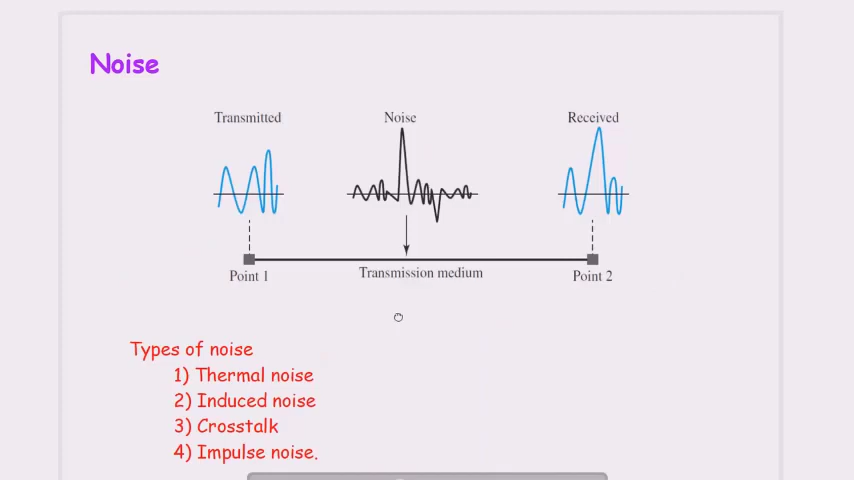 Noise
Transmitted
Noise
Received
Point 1
Transmission medium
Point 2
Types of noise
1) Thermal noise
2) Induced noise
3) Crosstalk
4) Impulse noise.